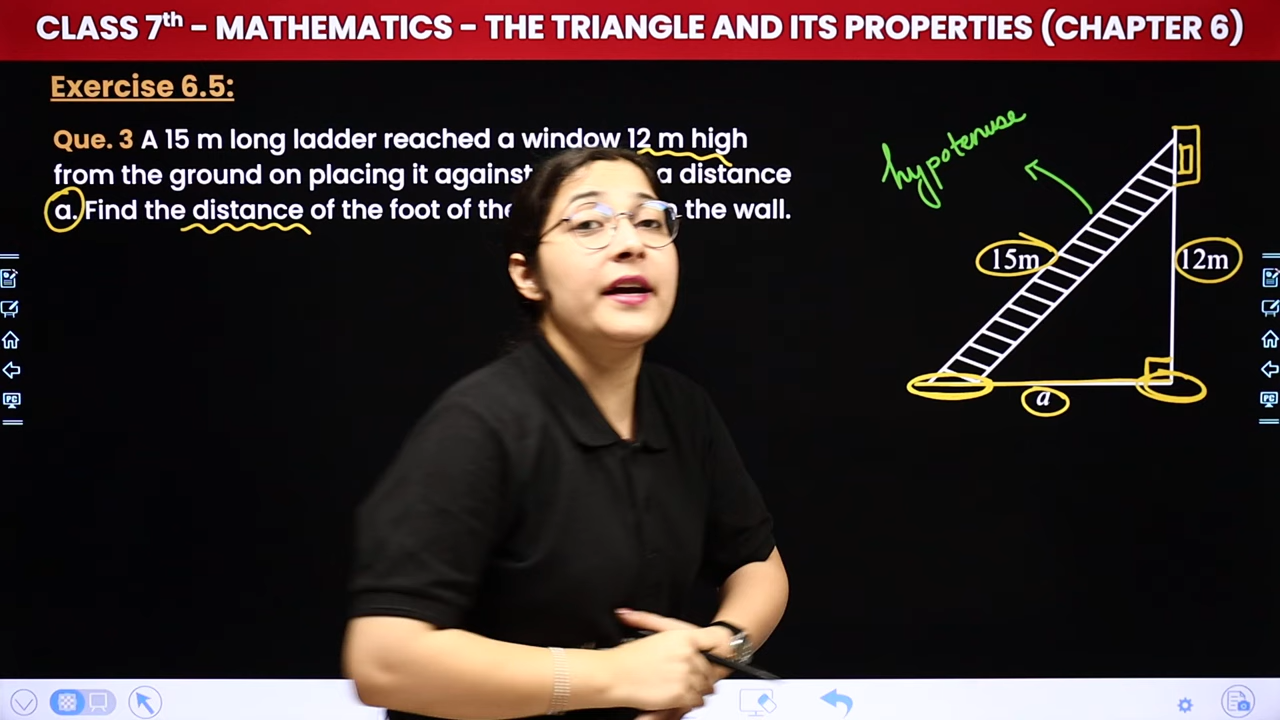 CLASS 7th - MATHEMATICS - THE TRIANGLE AND ITS PROPERTIES (CHAPTER 6)
Exercise 6.5:
Que. 3 A 15 m long ladder reached a window 12 m high
from the ground on placing it against a distance
a. Find the distance of the foot of the the wall.
hypotenuse
15m
12m
a